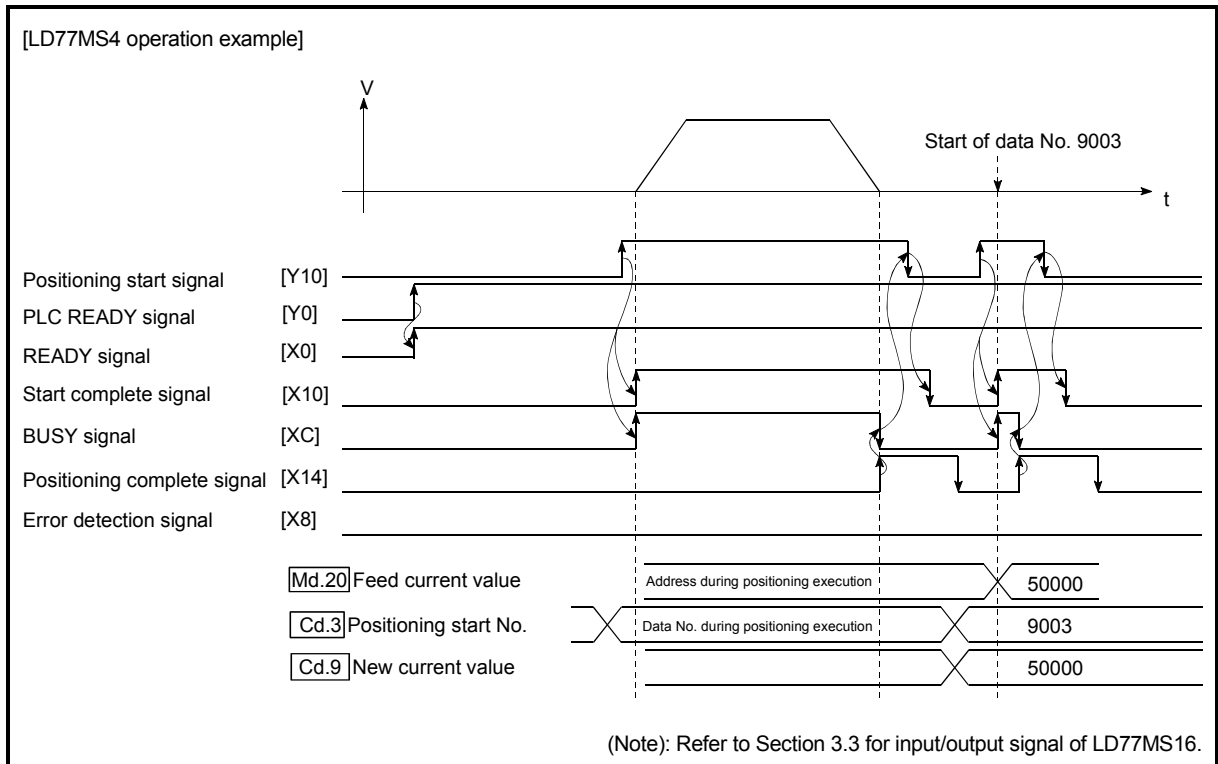 [LD77MS4 operation example]
V
Start of data No. 9003
t
Positioning start signal [Y10]
PLC READY signal [Y0]
READY signal [X0]
Start complete signal [X10]
BUSY signal [XC]
Positioning complete signal [X14]
Error detection signal [X8]
Md.20 Feed current value Address during positioning execution 50000
Cd.3 Positioning start No. Data No. during positioning execution 9003
Cd.9 New current value 50000
(Note): Refer to Section 3.3 for input/output signal of LD77MS16.